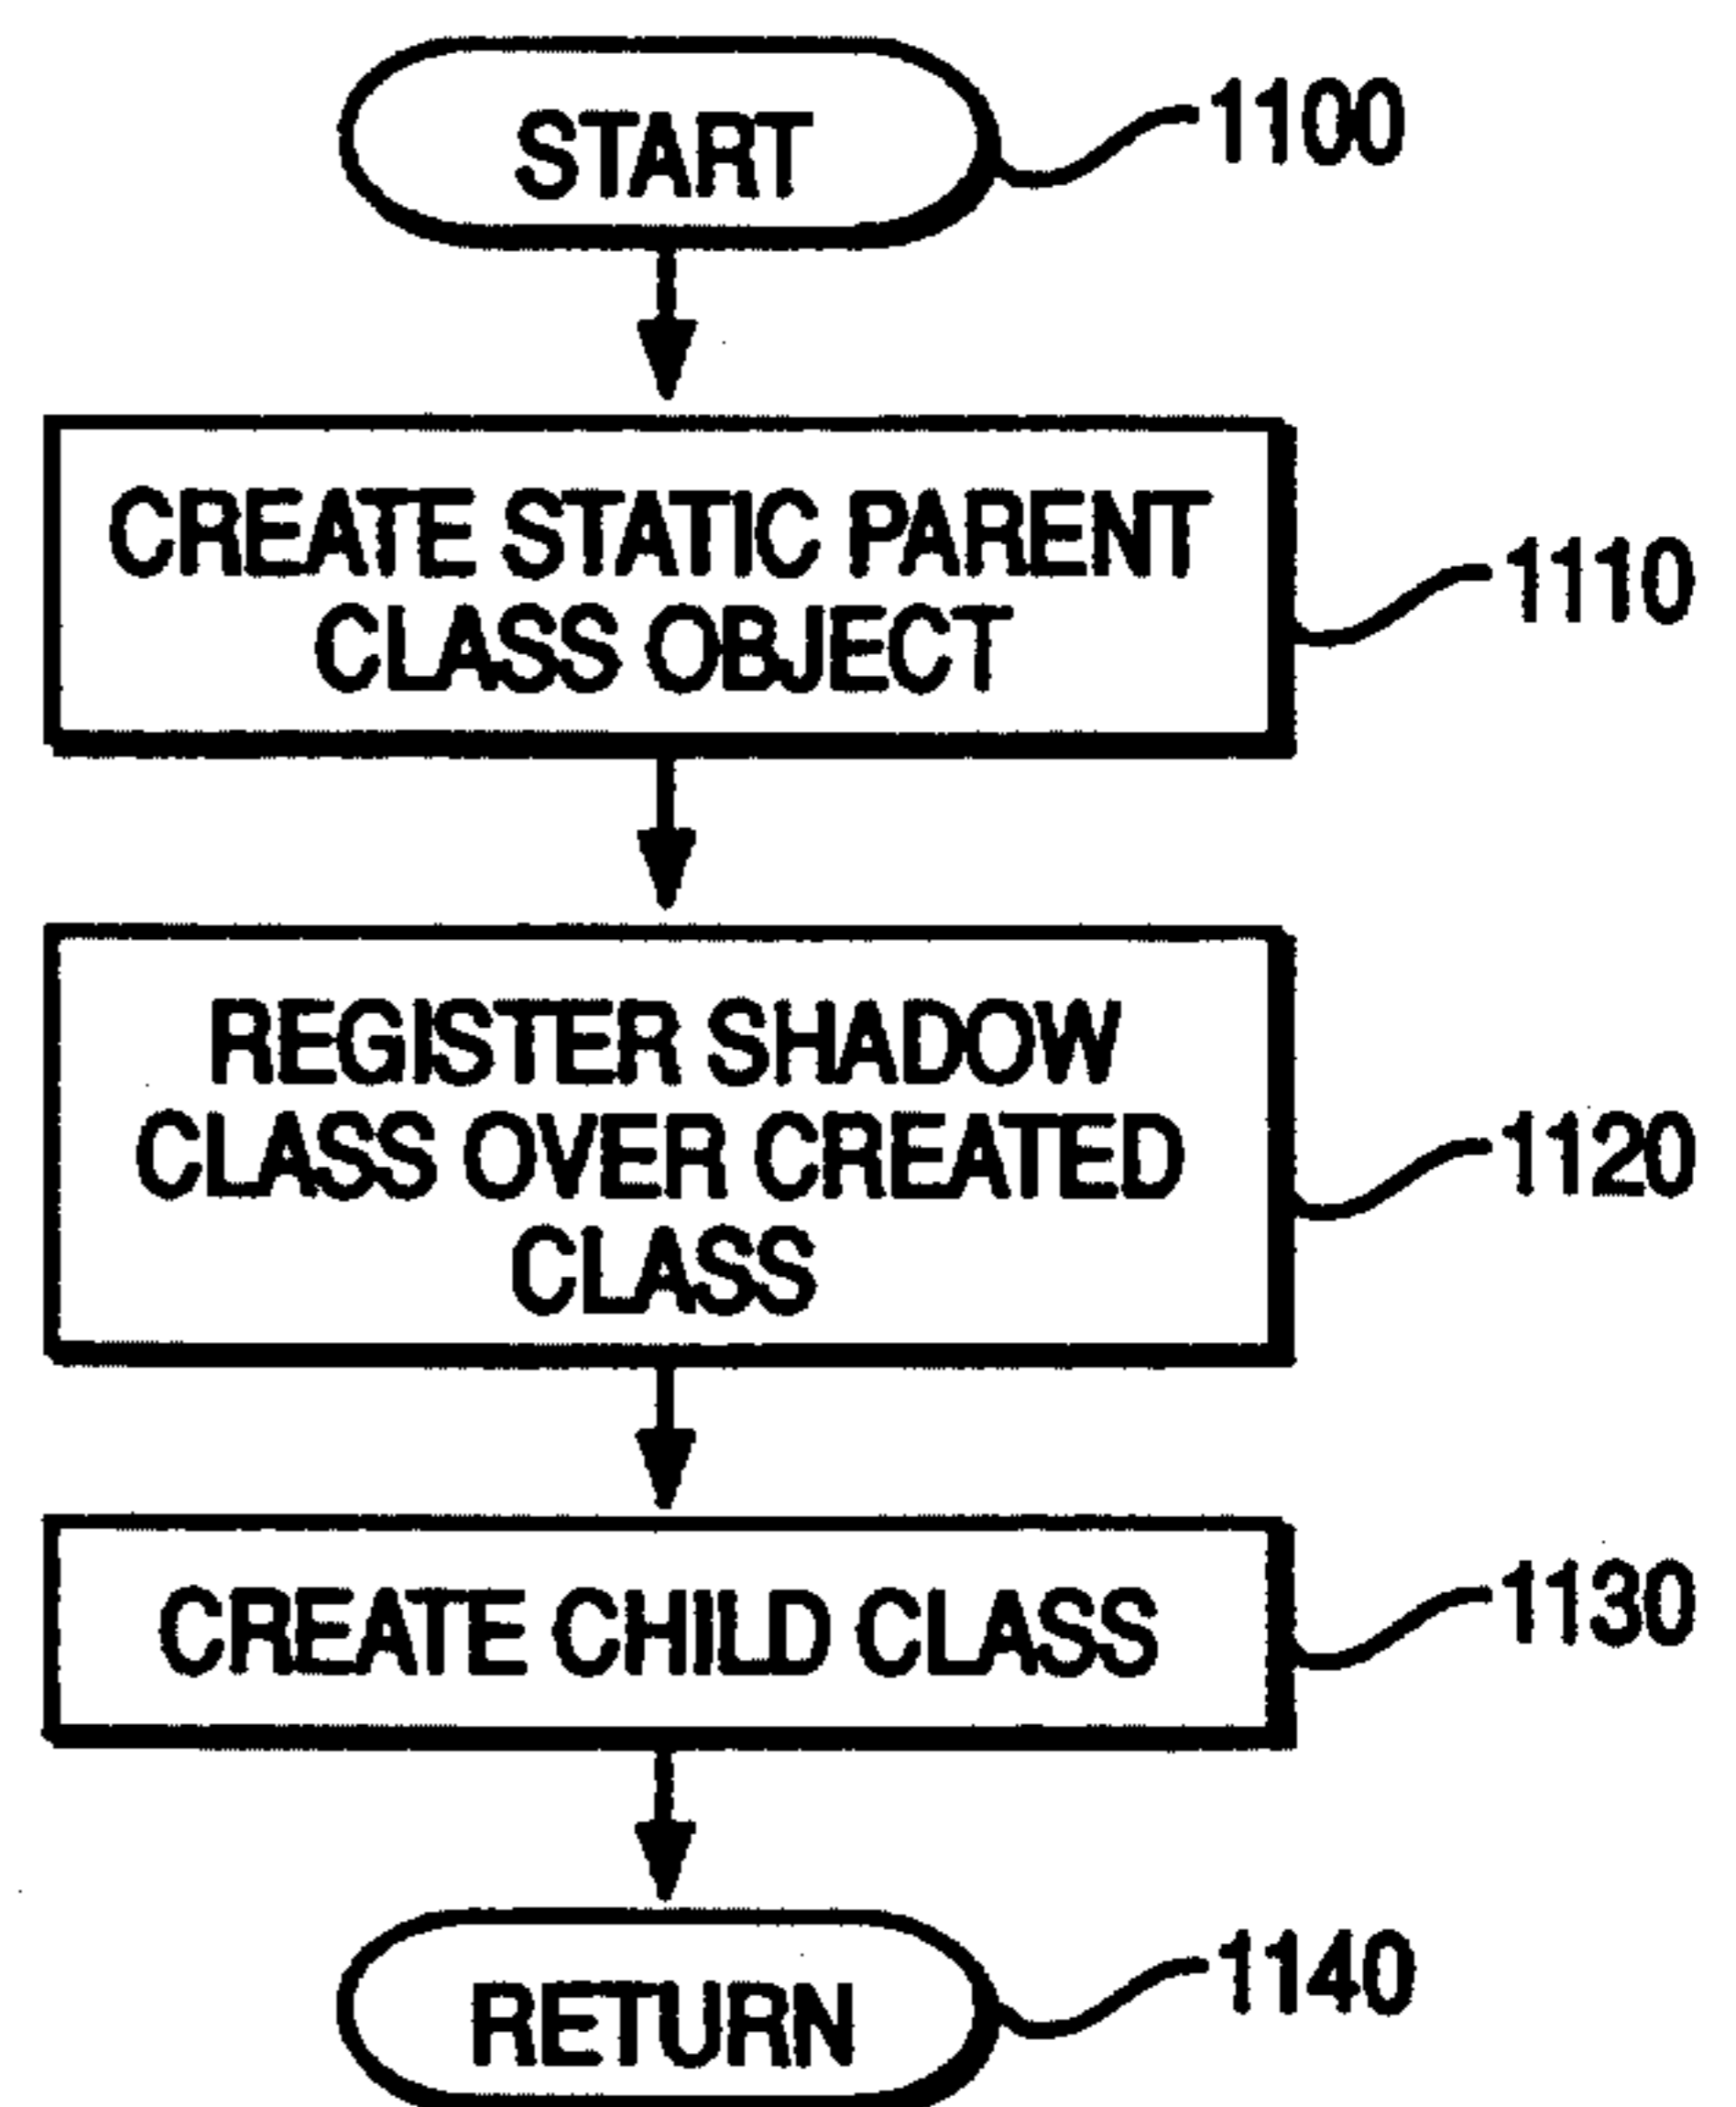 START
1100
CREATE STATIC PARENT
CLASS OBJECT
1110
REGISTER SHADOW
CLASS OVER CREATED
CLASS
1120
CREATE CHILD CLASS
1130
RETURN
1140